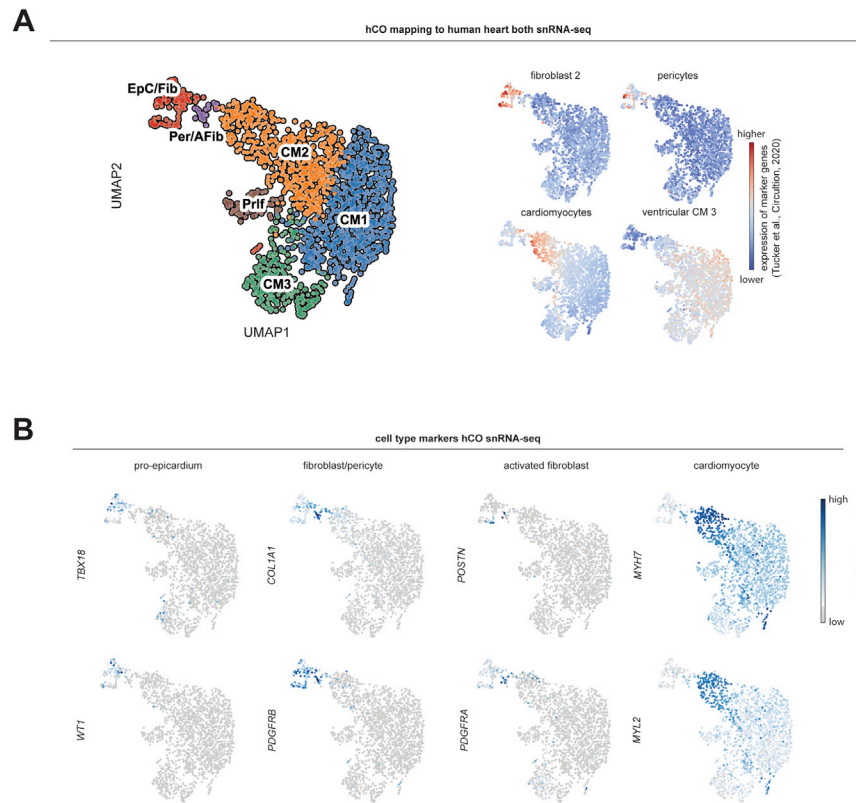 A
hCO mapping to human heart both snRNA-seq
EpC/Fib
Per/AFib
CM2
Prlf
CM1
CM3
UMAP2
UMAP1
fibroblast 2
pericytes
cardiomyocytes
ventricular CM 3
higher
lower
expression of marker genes
(Tucker et al., Circultion, 2020)
B
cell type markers hCO snRNA-seq
pro-epicardium
fibroblast/pericyte
activated fibroblast
cardiomyocyte
TBX18
COL1A1
POSTN
MYH7
high
low
WT1
PDGFRB
PDGFRA
MYL2